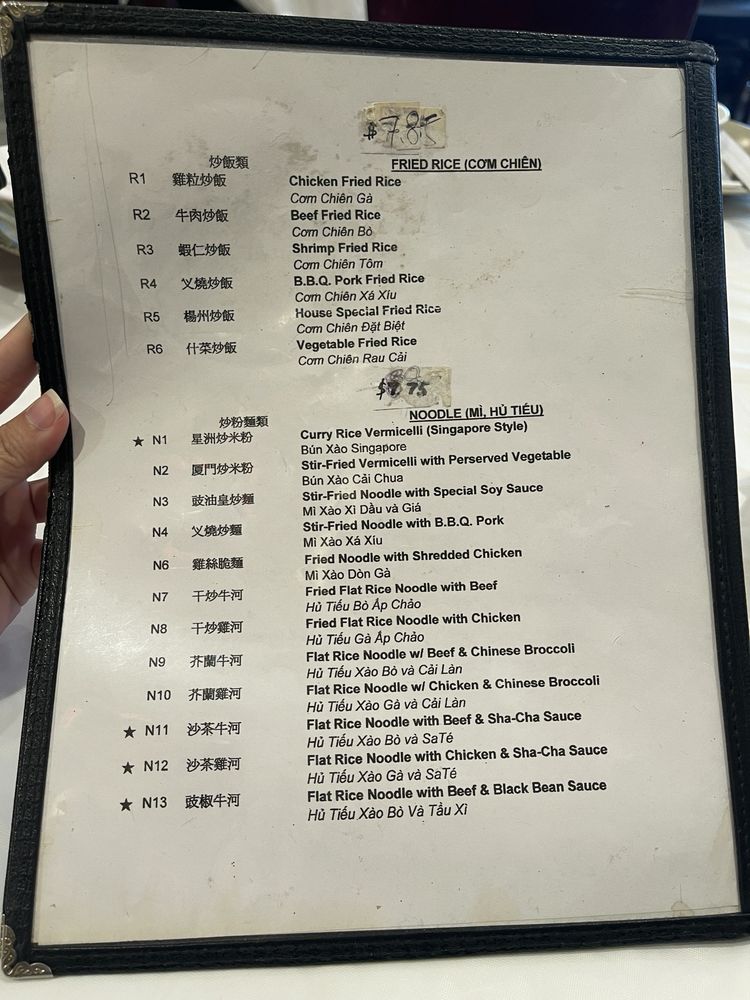 $7.85
炒飯類 FRIED RICE (CƠM CHIÊN)
R1 雞粒炒飯 Chicken Fried Rice
Cơm Chiên Gà
R2 牛肉炒飯 Beef Fried Rice
Cơm Chiên Bò
R3 蝦仁炒飯 Shrimp Fried Rice
Cơm Chiên Tôm
R4 叉燒炒飯 B.B.Q. Pork Fried Rice
Cơm Chiên Xá Xíu
R5 楊州炒飯 House Special Fried Rice
Cơm Chiên Đặt Biệt
R6 什菜炒飯 Vegetable Fried Rice
Cơm Chiên Rau Cải
炒粉麵類 NOODLE (MÌ, HỦ TIẾU)
★ N1 星洲炒米粉 Curry Rice Vermicelli (Singapore Style)
Bún Xào Singapore
N2 厦門炒米粉 Stir-Fried Vermicelli with Perserved Vegetable
Bún Xào Cải Chua
N3 豉油皇炒麵 Stir-Fried Noodle with Special Soy Sauce
Mì Xào Xì Dầu và Giá
N4 叉燒炒麵 Stir-Fried Noodle with B.B.Q. Pork
Mì Xào Xá Xíu
N6 雞絲脆麵 Fried Noodle with Shredded Chicken
Mì Xào Dòn Gà
N7 干炒牛河 Fried Flat Rice Noodle with Beef
Hủ Tiếu Bò Áp Chảo
N8 干炒雞河 Fried Flat Rice Noodle with Chicken
Hủ Tiếu Gà Áp Chảo
N9 芥蘭牛河 Flat Rice Noodle w/ Beef & Chinese Broccoli
Hủ Tiếu Xào Bò và Cải Làn
N10 芥蘭雞河 Flat Rice Noodle w/ Chicken & Chinese Broccoli
Hủ Tiếu Xào Gà và Cải Làn
★ N11 沙茶牛河 Flat Rice Noodle with Beef & Sha-Cha Sauce
Hủ Tiếu Xào Bò và SaTé
★ N12 沙茶雞河 Flat Rice Noodle with Chicken & Sha-Cha Sauce
Hủ Tiếu Xào Gà và SaTé
★ N13 豉椒牛河 Flat Rice Noodle with Beef & Black Bean Sauce
Hủ Tiếu Xào Bò Và Tầu Xì